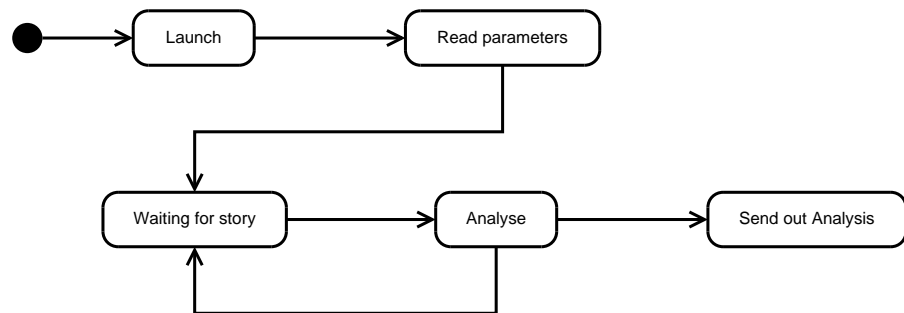 Launch
Read parameters
Waiting for story
Analyse
Send out Analysis